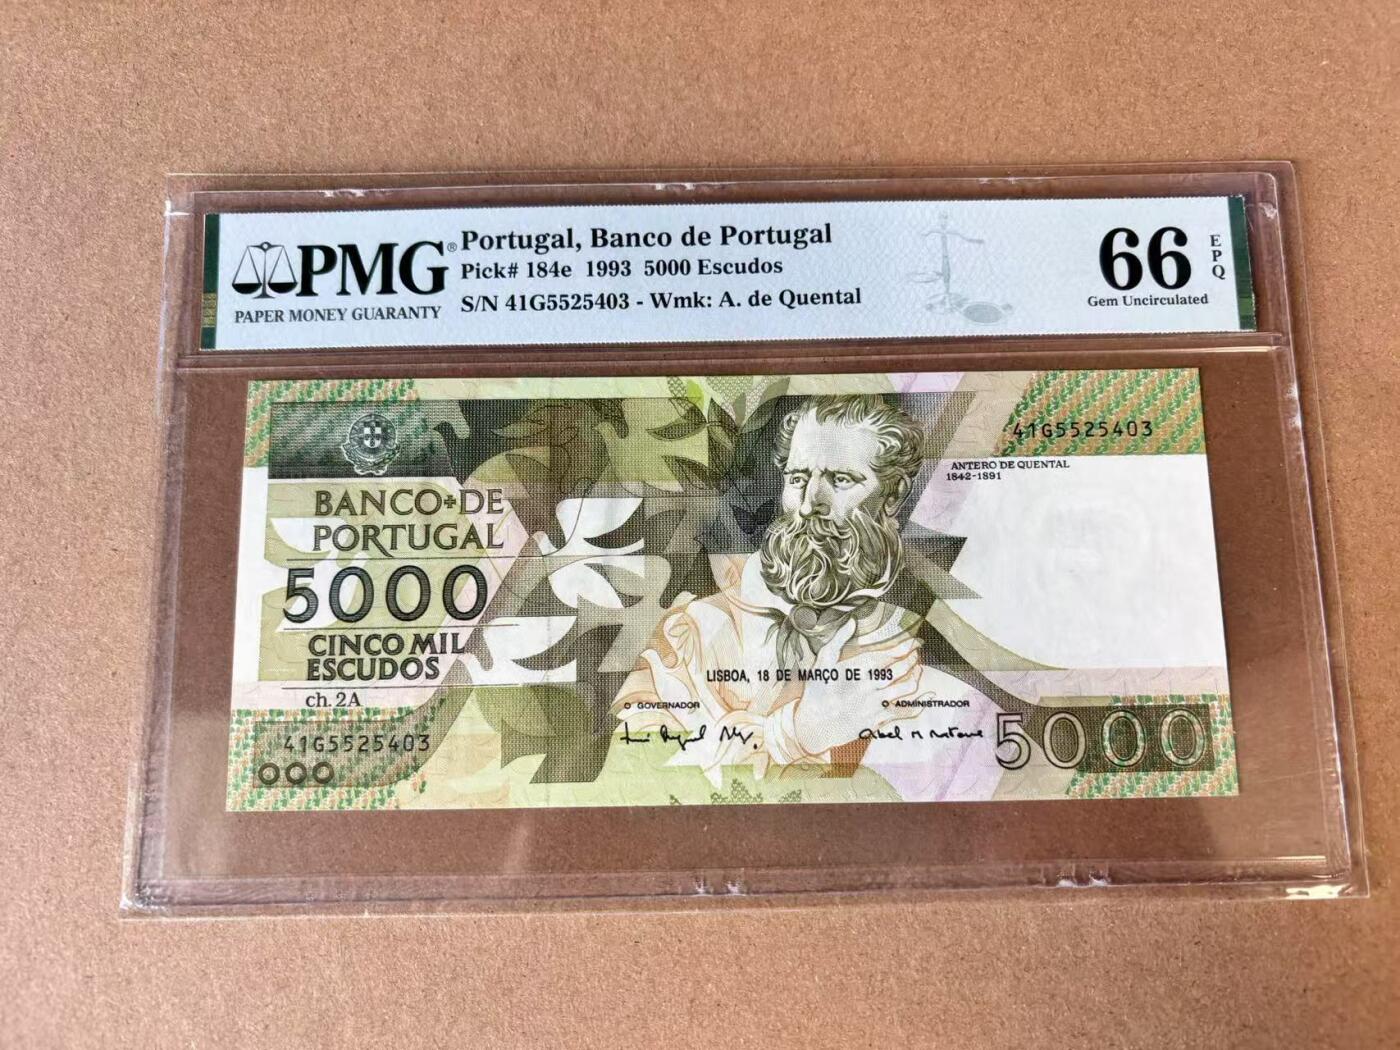 PMG®
PAPER MONEY GUARANTY
Portugal, Banco de Portugal
Pick# 184e 1993 5000 Escudos
S/N 41G5525403 - Wmk: A. de Quental
66
EPQ
Gem Uncirculated
41G5525403
ANTERO DE QUENTAL
1842-1891
BANCO+DE
PORTUGAL
5000
CINCO MIL
ESCUDOS
ch. 2A
LISBOA, 18 DE MARÇO DE 1993
O GOVERNADOR
O ADMINISTRADOR
41G5525403
000
5000